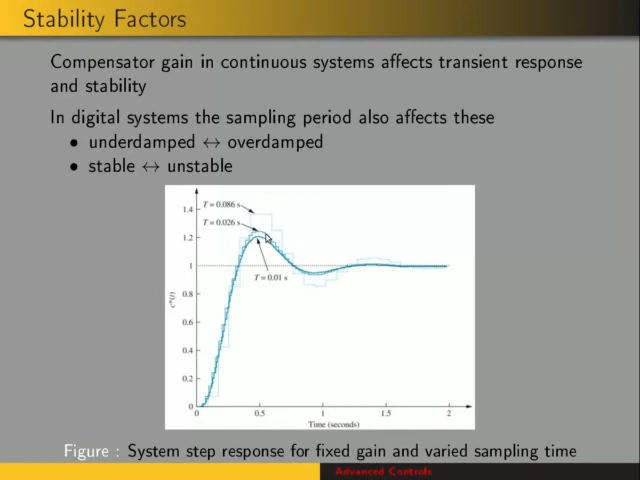 Stability Factors
Compensator gain in continuous systems affects transient response
and stability
In digital systems the sampling period also affects these
• underdamped ↔ overdamped
• stable ↔ unstable
T = 0.086 s
T = 0.026 s
T = 0.01 s
1.4
1.2
1
0.8
0.6
0.4
0.2
0
c*(t)
0 0.5 1 1.5 2
Time (seconds)
Figure : System step response for fixed gain and varied sampling time
Advanced Controls